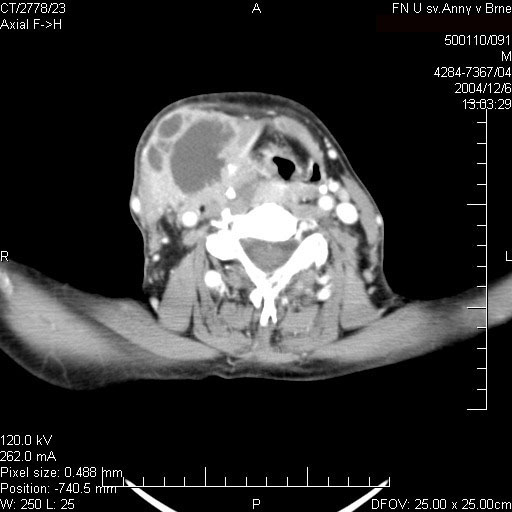 CT/2778/23
Axial F->H
A
FN U sv.Anny v Brne
500110/091
M
4284-7367/04
2004/12/6
13:03:29
R
L
120.0 kV
262.0 mA
Pixel size: 0.488 mm
Position: -740.5 mm
W: 250 L: 25
P
DFOV: 25.00 x 25.00cm